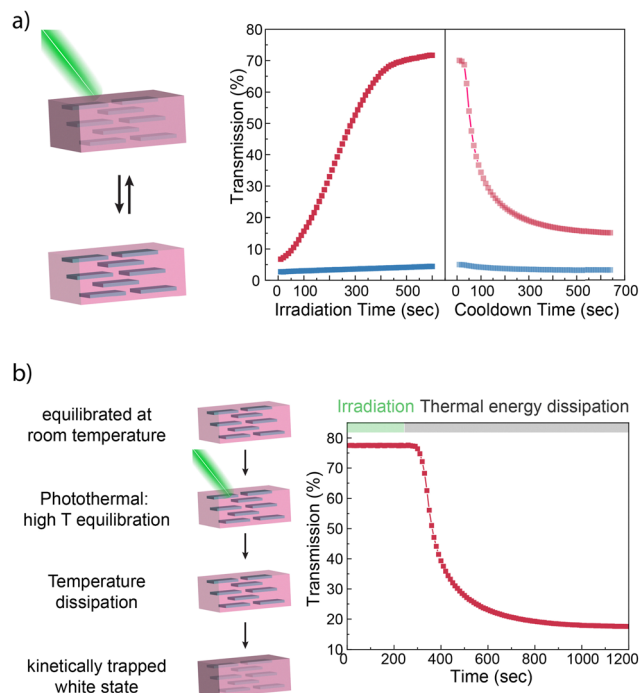 a)
Transmission (%)
80
70
60
50
40
30
20
10
0
0
100
300
500
0
100
300
500
700
Irradiation Time (sec)
Cooldown Time (sec)
b)
equilibrated at
room temperature
Photothermal:
high T equilibration
Temperature
dissipation
kinetically trapped
white state
Irradiation
Thermal energy dissipation
Transmission (%)
80
70
60
50
40
30
20
10
0
200
400
600
800
1000
1200
Time (sec)